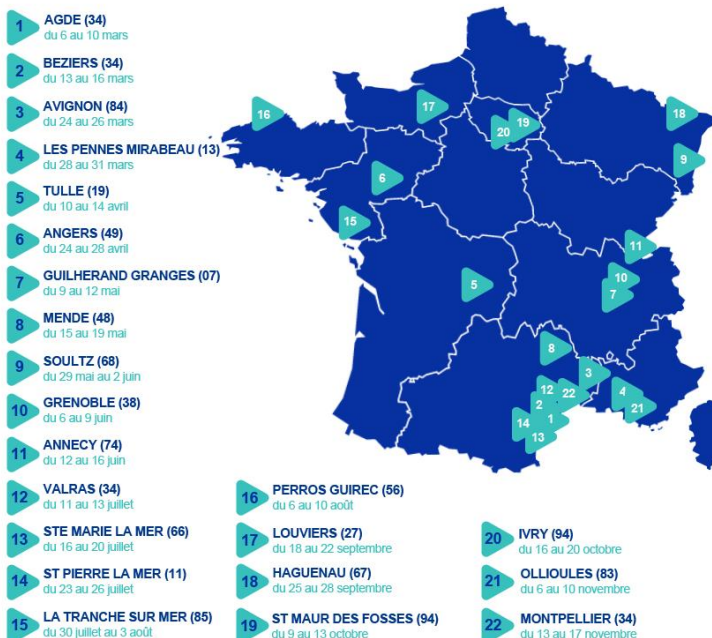 1
AGDE (34)
du 6 au 10 mars
2
BEZIERS (34)
du 13 au 16 mars
3
AVIGNON (84)
du 24 au 26 mars
4
LES PENNES MIRABEAU (13)
du 28 au 31 mars
5
TULLE (19)
du 10 au 14 avril
6
ANGERS (49)
du 24 au 28 avril
7
GUILHERAND GRANGES (07)
du 9 au 12 mai
8
MENDE (48)
du 15 au 19 mai
9
SOULTZ (68)
du 29 mai au 2 juin
10
GRENOBLE (38)
du 6 au 9 juin
11
ANNECY (74)
du 12 au 16 juin
12
VALRAS (34)
du 11 au 13 juillet
13
STE MARIE LA MER (66)
du 16 au 20 juillet
14
ST PIERRE LA MER (11)
du 23 au 26 juillet
15
LA TRANCHE SUR MER (85)
du 30 juillet au 3 août
16
PERROS GUIREC (56)
du 6 au 10 août
17
LOUVIERS (27)
du 18 au 22 septembre
18
HAGUENAU (67)
du 25 au 28 septembre
19
ST MAUR DES FOSSES (94)
du 9 au 13 octobre
20
IVRY (94)
du 16 au 20 octobre
21
OLLIOULES (83)
du 6 au 10 novembre
22
MONTPELLIER (34)
du 13 au 17 novembre
16
17
18
19
20
9
6
15
11
10
5
7
8
3
12
22
4
2
21
14
1
13